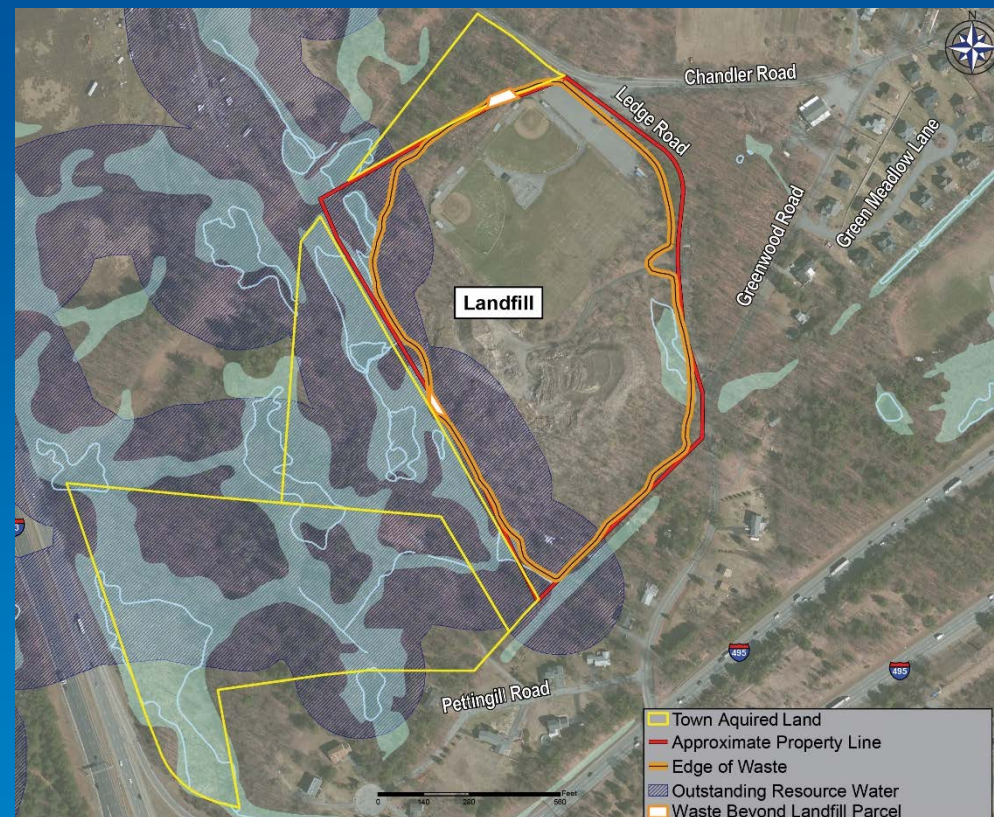 N
Chandler Road
Ledge Road
Green Meadlow Lane
Greenwood Road
Landfill
495
495
Pettingill Road
Feet
0 140 280 560
Town Aquired Land
Approximate Property Line
Edge of Waste
Outstanding Resource Water
Waste Beyond Landfill Parcel